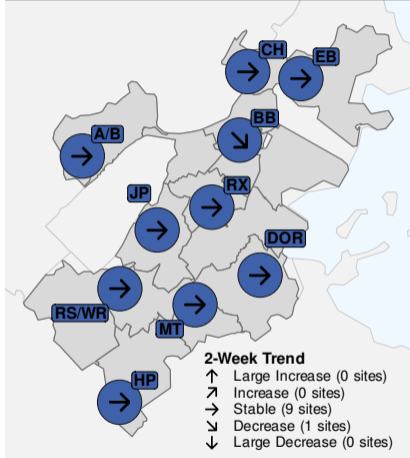 CH
EB
BB
A/B
JP
RX
DOR
RS/WR
MT
HP
2-Week Trend
↑ Large Increase (0 sites)
↗ Increase (0 sites)
→ Stable (9 sites)
↘ Decrease (1 sites)
↓ Large Decrease (0 sites)